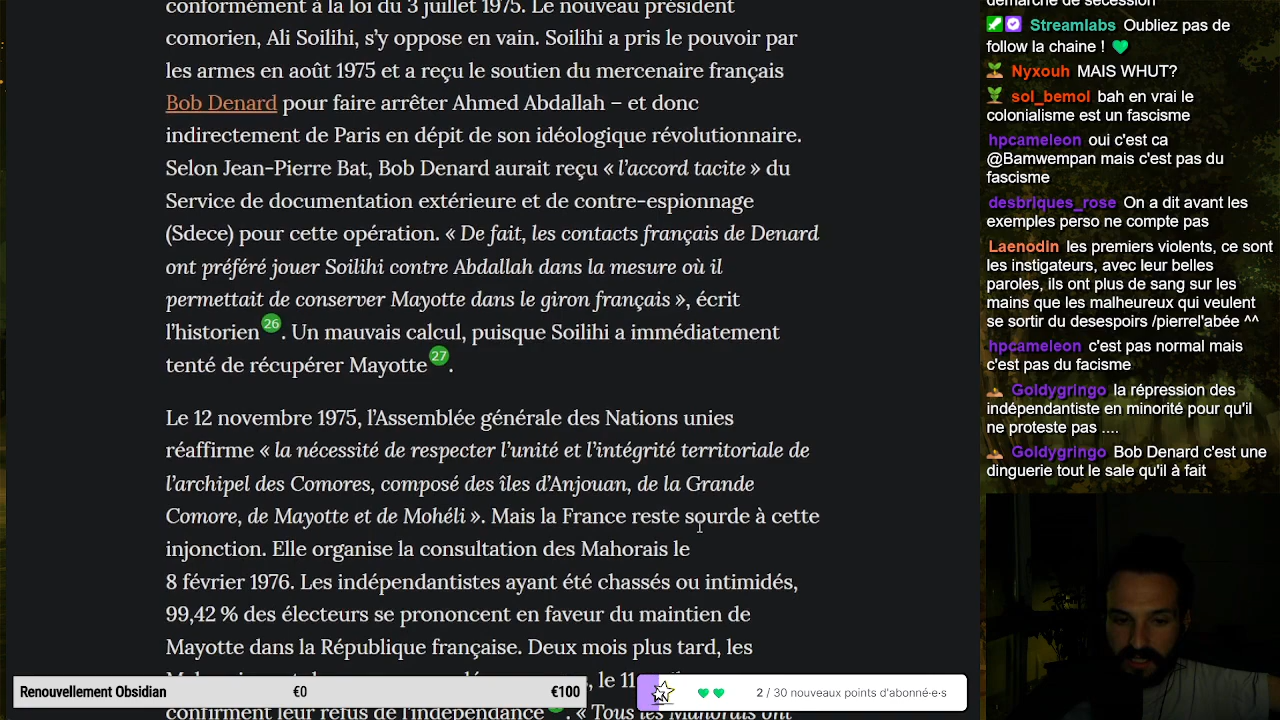 conformément à la loi du 3 juillet 1975. Le nouveau président
comorien, Ali Soilihi, s’y oppose en vain. Soilihi a pris le pouvoir par
les armes en août 1975 et a reçu le soutien du mercenaire français
Bob Denard pour faire arrêter Ahmed Abdallah – et donc
indirectement de Paris en dépit de son idéologique révolutionnaire.
Selon Jean-Pierre Bat, Bob Denard aurait reçu « l’accord tacite » du
Service de documentation extérieure et de contre-espionnage
(Sdece) pour cette opération. « De fait, les contacts français de Denard
ont préféré jouer Soilihi contre Abdallah dans la mesure où il
permettait de conserver Mayotte dans le giron français », écrit
l’historien 26. Un mauvais calcul, puisque Soilihi a immédiatement
tenté de récupérer Mayotte 27.
Le 12 novembre 1975, l’Assemblée générale des Nations unies
réaffirme « la nécessité de respecter l’unité et l’intégrité territoriale de
l’archipel des Comores, composé des îles d’Anjouan, de la Grande
Comore, de Mayotte et de Mohéli ». Mais la France reste sourde à cette
injonction. Elle organise la consultation des Mahorais le
8 février 1976. Les indépendantistes ayant été chassés ou intimidés,
99,42 % des électeurs se prononcent en faveur du maintien de
Mayotte dans la République française. Deux mois plus tard, les
, le 11
confirment leur refus de l’indépendance . « Tous les Mahorais ont
Renouvellement Obsidian €0 €100
2 / 30 nouveaux points d'abonné·e·s
démarche de sécession
Streamlabs Oubliez pas de
follow la chaine !
Nyxouh MAIS WHUT?
sol_bemol bah en vrai le
colonialisme est un fascisme
hpcameleon oui c'est ca
@Bamwempan mais c'est pas du
fascisme
desbriques_rose On a dit avant les
exemples perso ne compte pas
Laenodin les premiers violents, ce sont
les instigateurs, avec leur belles
paroles, ils ont plus de sang sur les
mains que les malheureux qui veulent
se sortir du desespoirs /pierrel'abée ^^
hpcameleon c'est pas normal mais
c'est pas du facisme
Goldygringo la répression des
indépendantiste en minorité pour qu'il
ne proteste pas ....
Goldygringo Bob Denard c'est une
dinguerie tout le sale qu'il à fait